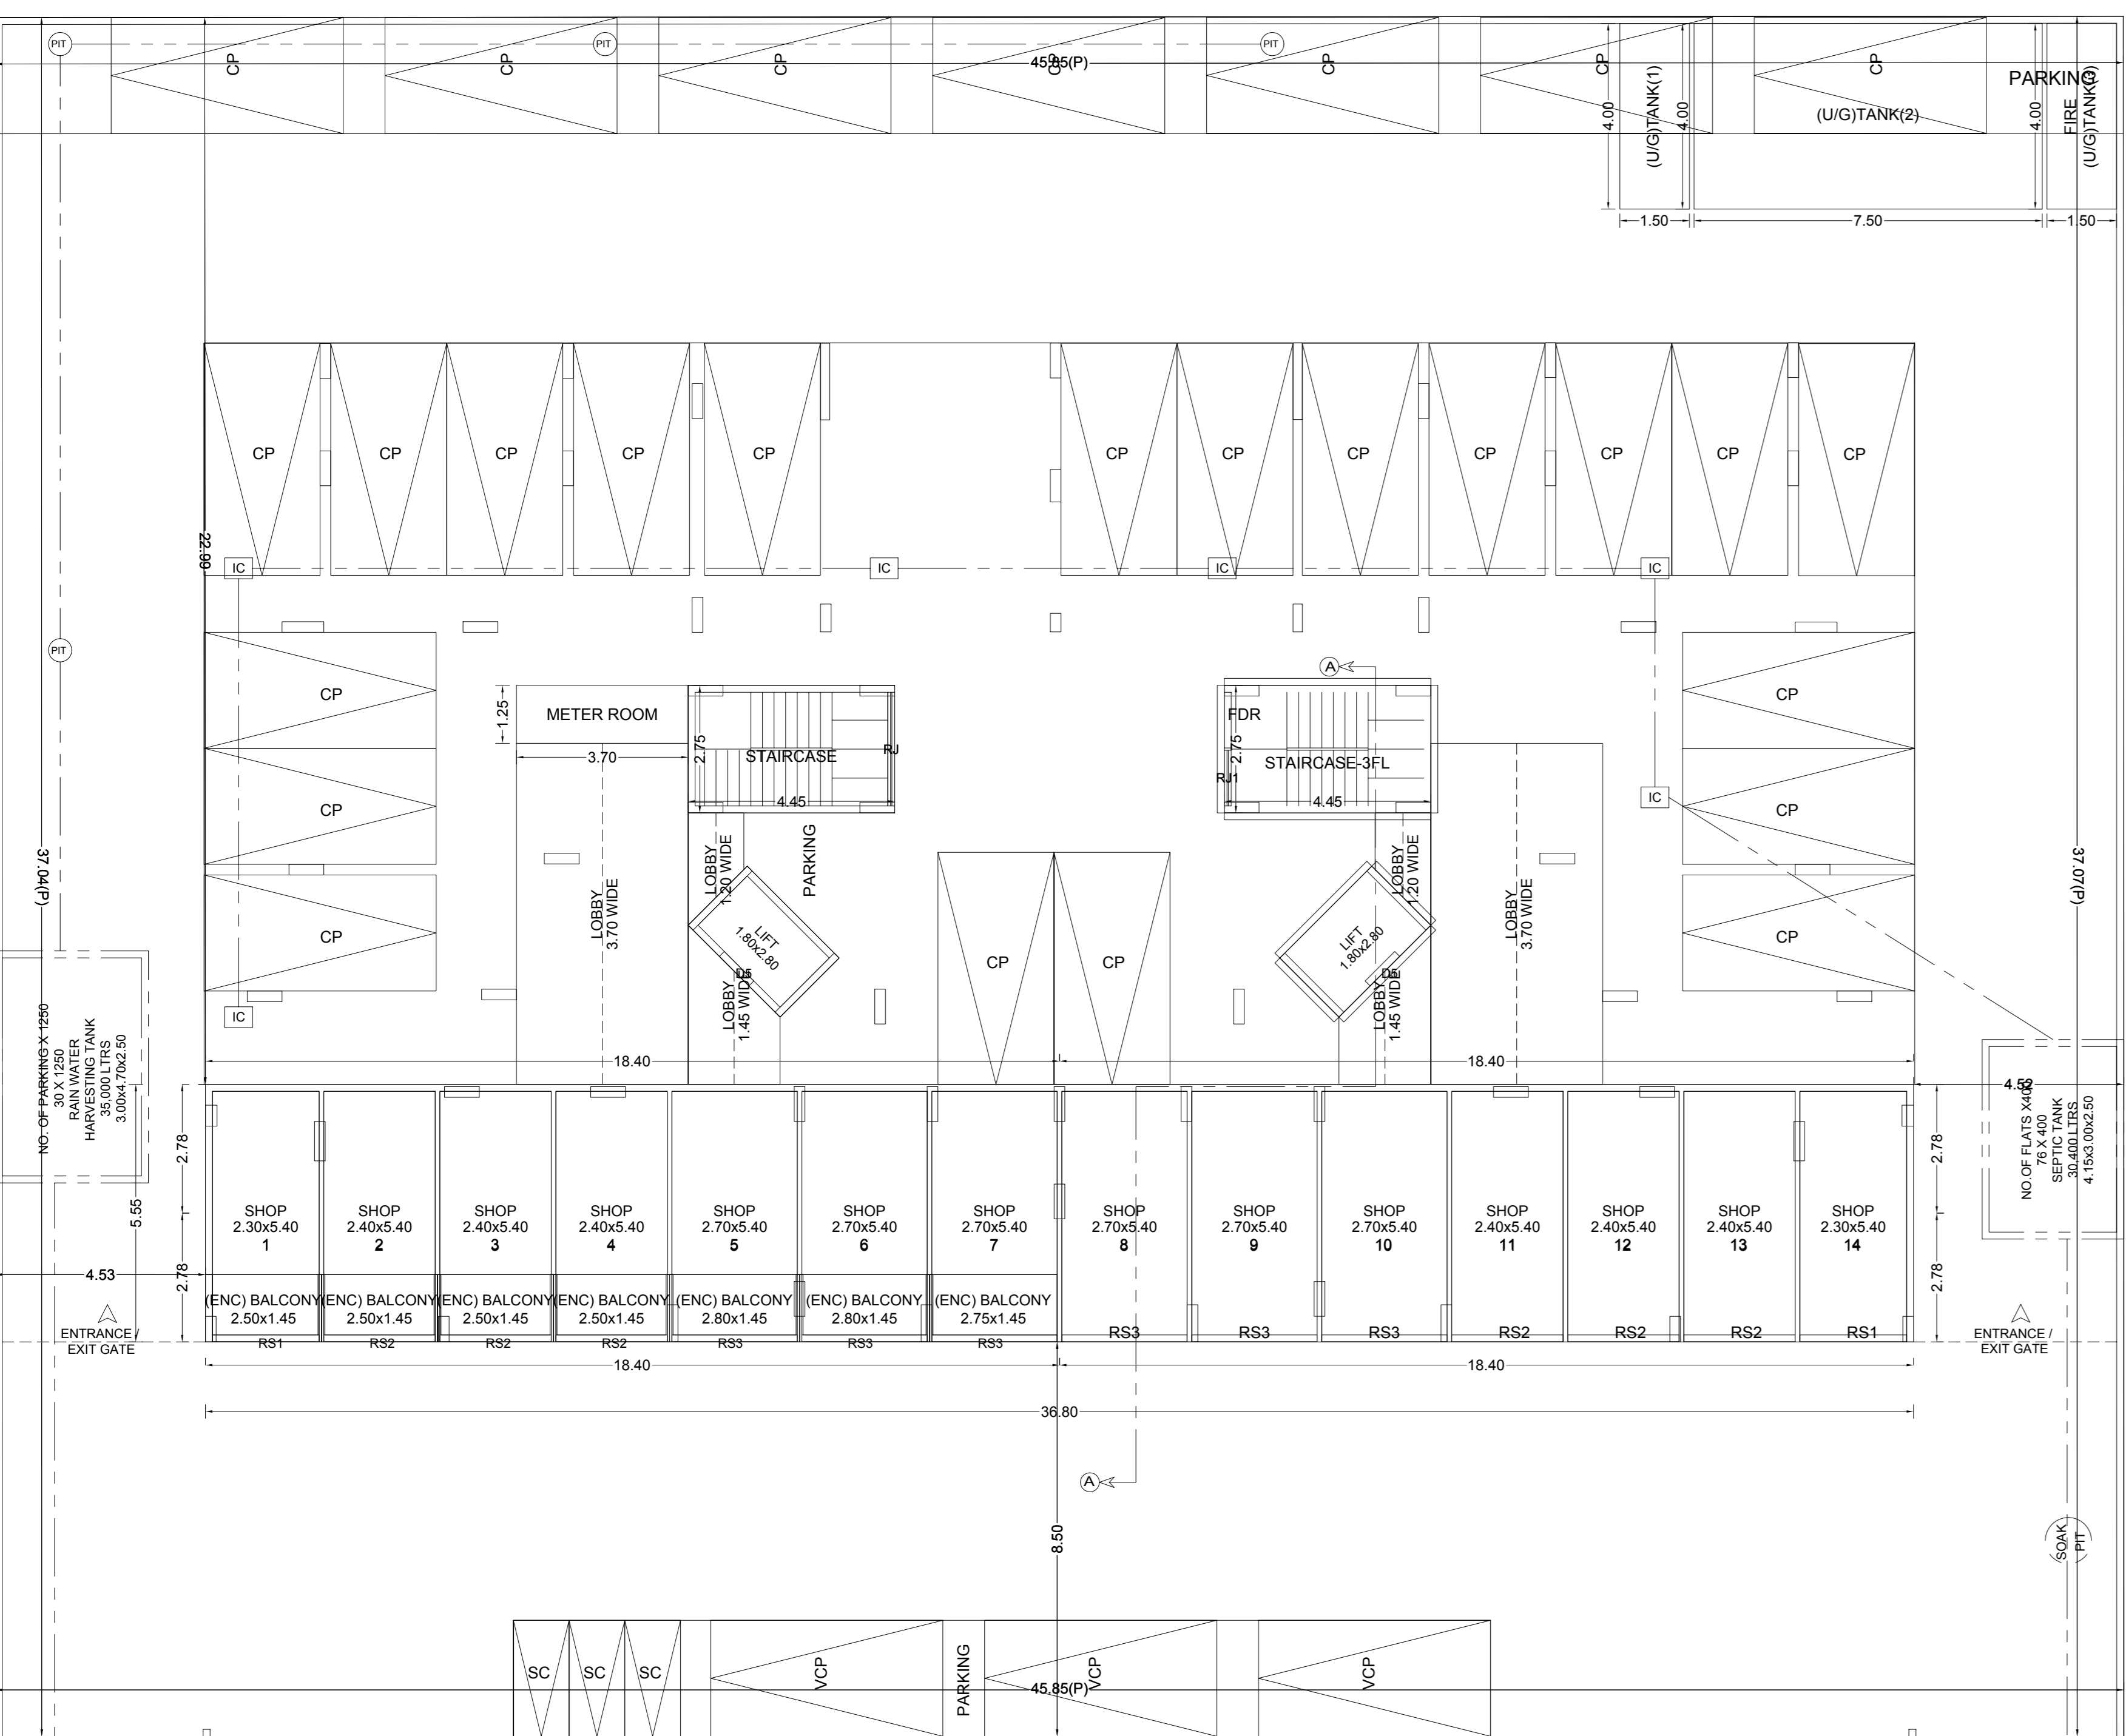 PIT
PIT
PIT
CP
CP
CP
CP
CP
CP
CP
45.85(P)
PARKING
4.00
(U/G)TANK(1)
4.00
(U/G)TANK(2)
4.00
FIRE
(U/G)TANK(3)
1.50
7.50
1.50
CP
CP
CP
CP
CP
CP
CP
CP
CP
CP
CP
CP
22.99
IC
IC
IC
IC
PIT
A
CP
METER ROOM
1.25
3.70
2.75
STAIRCASE
RJ
4.45
FDR
2.75
STAIRCASE-3FL
RJ1
4.45
CP
IC
CP
CP
37.04(P)
37.07(P)
LOBBY
3.70 WIDE
LOBBY
1.20 WIDE
PARKING
LOBBY
1.20 WIDE
LOBBY
3.70 WIDE
CP
CP
LIFT
1.80x2.80
D5
LIFT
1.80x2.80
D5
CP
CP
LOBBY
1.45 WIDE
LOBBY
1.45 WIDE
IC
18.40
18.40
NO. OF PARKING X 1250
30 X 1250
RAIN WATER
HARVESTING TANK
35,000 LTRS
3.00x4.70x2.50
4.52
NO.OF FLATS X400
76 X 400
SEPTIC TANK
30,400 LTRS
4.15x3.00x2.50
2.78
5.55
2.78
2.78
2.78
SHOP
2.30x5.40
1
SHOP
2.40x5.40
2
SHOP
2.40x5.40
3
SHOP
2.40x5.40
4
SHOP
2.70x5.40
5
SHOP
2.70x5.40
6
SHOP
2.70x5.40
7
SHOP
2.70x5.40
8
SHOP
2.70x5.40
9
SHOP
2.70x5.40
10
SHOP
2.40x5.40
11
SHOP
2.40x5.40
12
SHOP
2.40x5.40
13
SHOP
2.30x5.40
14
4.53
(ENC) BALCONY
2.50x1.45
(ENC) BALCONY
2.50x1.45
(ENC) BALCONY
2.50x1.45
(ENC) BALCONY
2.50x1.45
(ENC) BALCONY
2.80x1.45
(ENC) BALCONY
2.80x1.45
(ENC) BALCONY
2.75x1.45
ENTRANCE /
EXIT GATE
ENTRANCE /
EXIT GATE
RS1
RS2
RS2
RS2
RS3
RS3
RS3
RS3
RS3
RS3
RS2
RS2
RS2
RS1
18.40
18.40
36.80
A
8.50
SOAK
PIT
SC
SC
SC
VCP
PARKING
VCP
VCP
45.85(P)